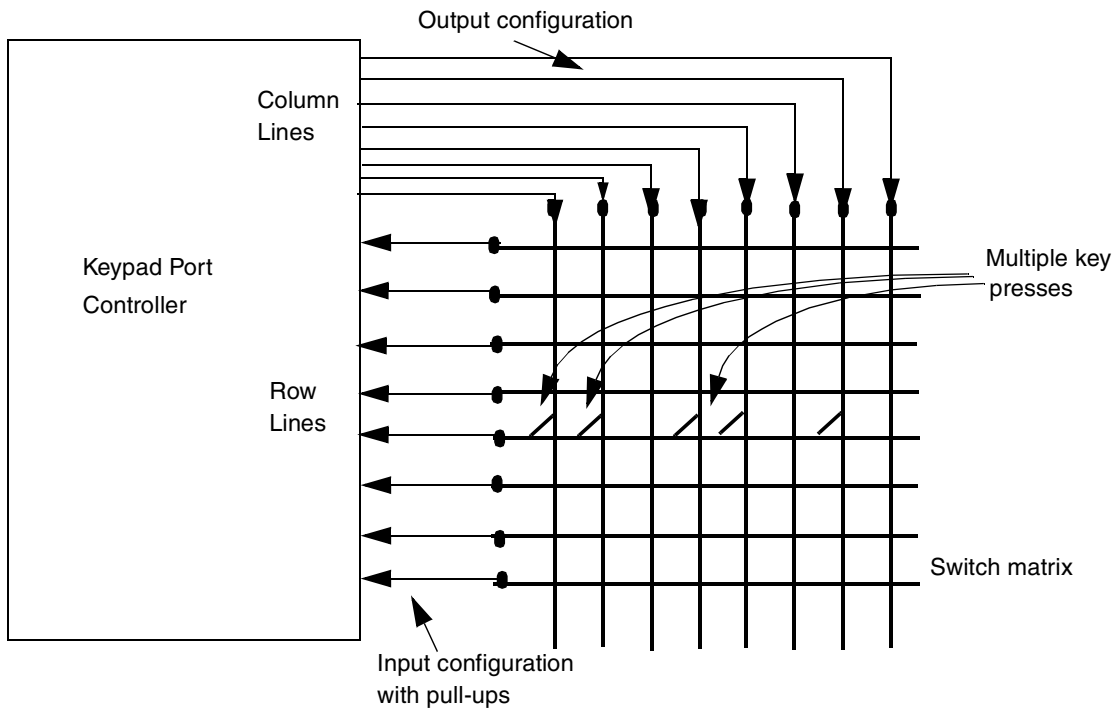 Output configuration
Column
Lines
Keypad Port
Controller
Multiple key
presses
Row
Lines
Switch matrix
Input configuration
with pull-ups